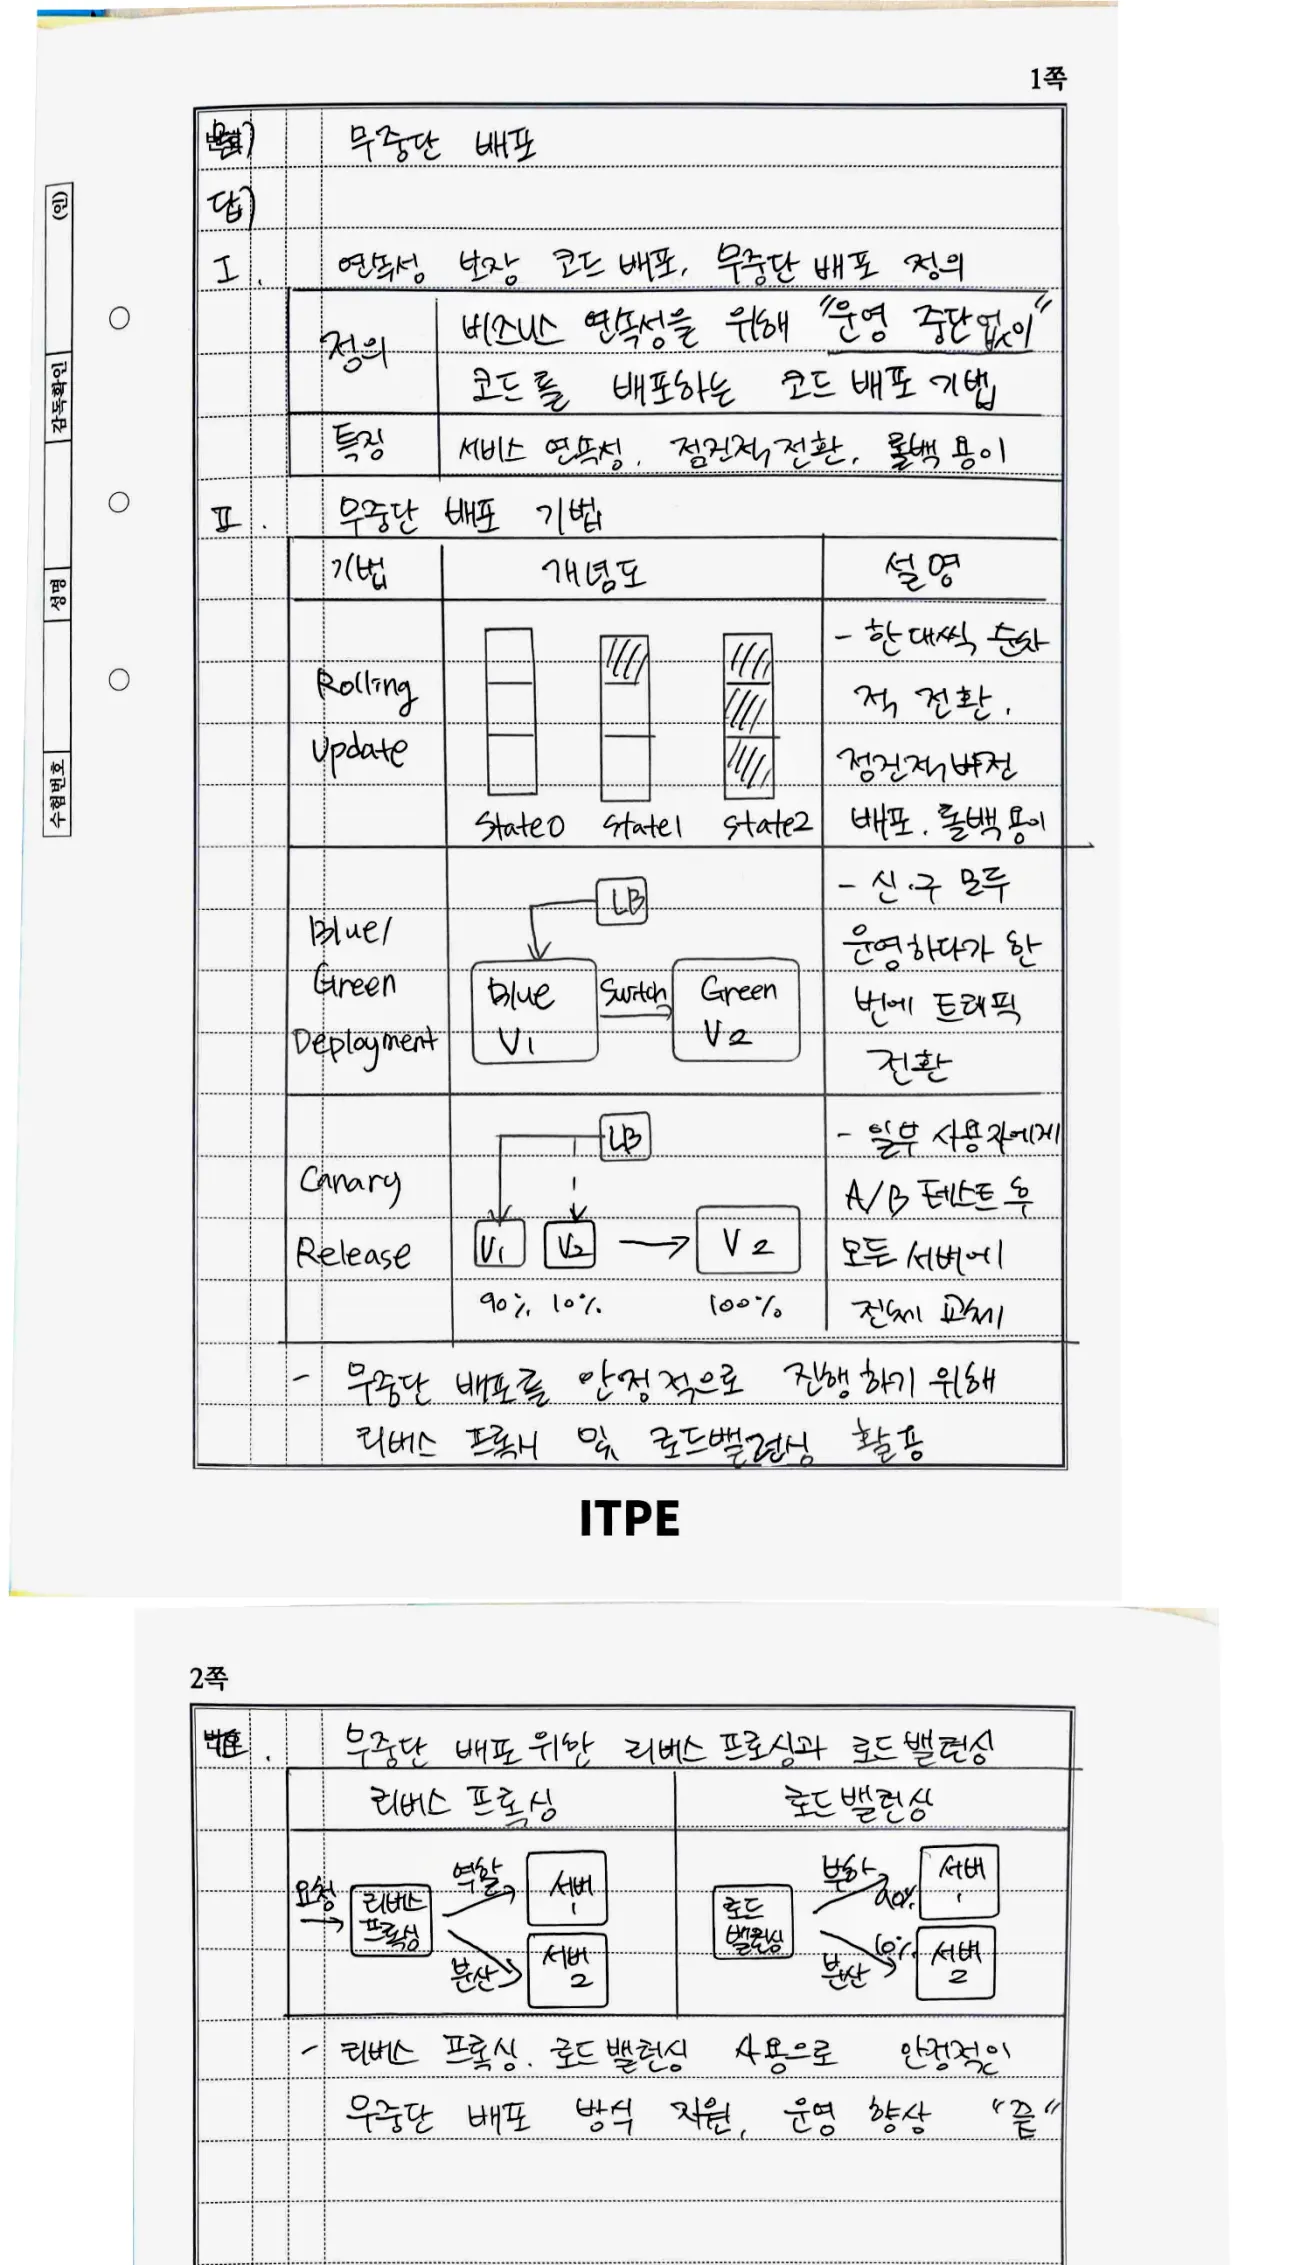 1쪽
문) 무중단 배포
답)
I. 연속성 보장 코드 배포, 무중단 배포 정의
정의
비즈니스 연속성을 위해 "운영 중단없이"
코드를 배포하는 코드 배포 기법
특징
서비스 연속성, 점진적 전환, 롤백 용이
II. 무중단 배포 기법
기법 개념도 설명
Rolling
Update
State0 State1 State2
- 한 대씩 순차
적 전환,
점진적 버전
배포, 롤백 용이
Blue/
Green
Deployment
LB
Blue
V1
Switch
Green
V2
- 신·구 모두
운영하다가 한
번에 트래픽
전환
Canary
Release
LB
V1 V2 V2
90% 10% 100%
- 일부 사용자에게
A/B 테스트 후
모든 서버에
전체 교체
- 무중단 배포를 안정적으로 진행하기 위해
리버스 프록시 및 로드밸런싱 활용
(인)
감독확인
성명
수험번호
ITPE
2쪽
무중단 배포 위한 리버스 프록싱과 로드 밸런싱
리버스 프록싱 로드 밸런싱
요청
리버스
프록싱
역할
분산
서버
1
서버
2
로드
밸런싱
부하
90%
분산
10%
서버
1
서버
2
- 리버스 프록싱, 로드 밸런싱 사용으로 안정적인
무중단 배포 방식 지원, 운영 향상 "끝"